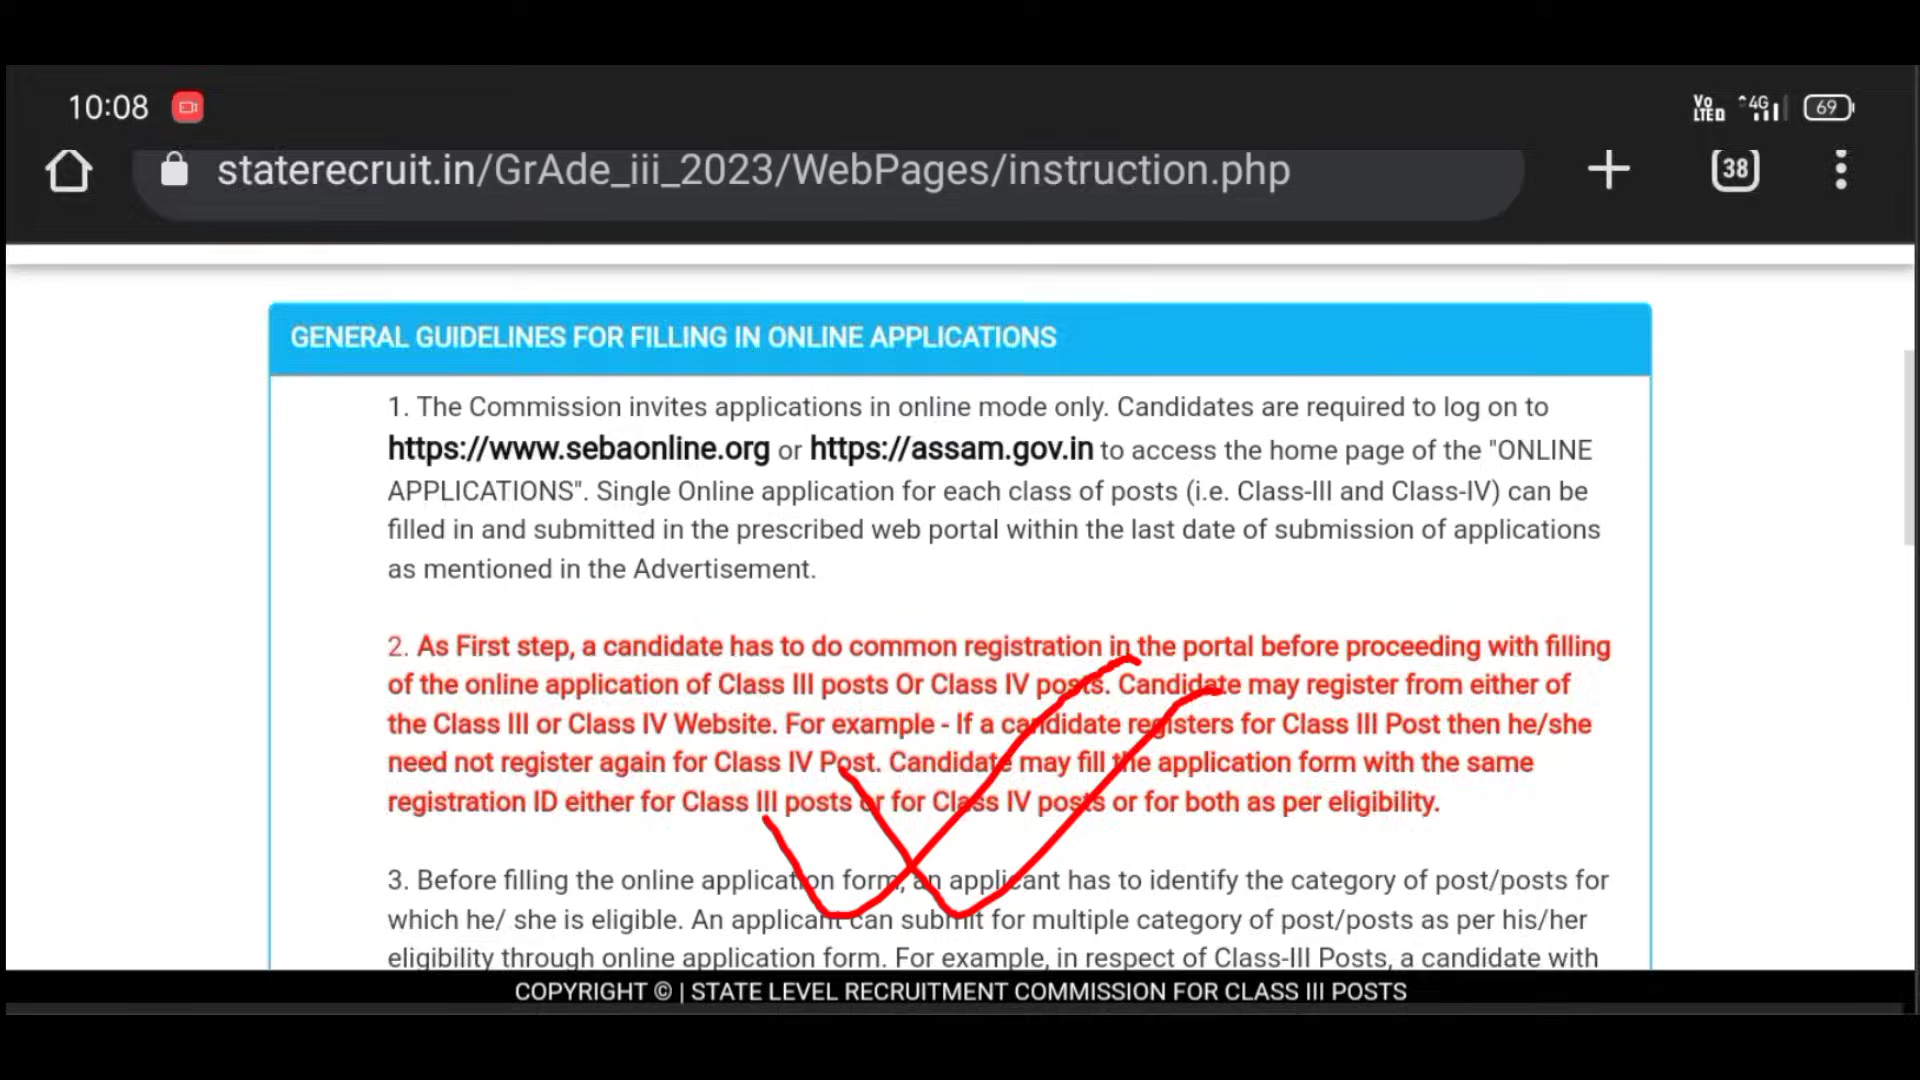 10:08
Vo LTE 4G 69
staterecruit.in/GrAde_iii_2023/WebPages/instruction.php
38
GENERAL GUIDELINES FOR FILLING IN ONLINE APPLICATIONS
1. The Commission invites applications in online mode only. Candidates are required to log on to
https://www.sebaonline.org or https://assam.gov.in to access the home page of the "ONLINE
APPLICATIONS". Single Online application for each class of posts (i.e. Class-III and Class-IV) can be
filled in and submitted in the prescribed web portal within the last date of submission of applications
as mentioned in the Advertisement.
2. As First step, a candidate has to do common registration in the portal before proceeding with filling
of the online application of Class III posts Or Class IV posts. Candidate may register from either of
the Class III or Class IV Website. For example - If a candidate registers for Class III Post then he/she
need not register again for Class IV Post. Candidate may fill the application form with the same
registration ID either for Class III posts or for Class IV posts or for both as per eligibility.
3. Before filling the online application form, an applicant has to identify the category of post/posts for
which he/ she is eligible. An applicant can submit for multiple category of post/posts as per his/her
eligibility through online application form. For example, in respect of Class-III Posts, a candidate with
COPYRIGHT © | STATE LEVEL RECRUITMENT COMMISSION FOR CLASS III POSTS